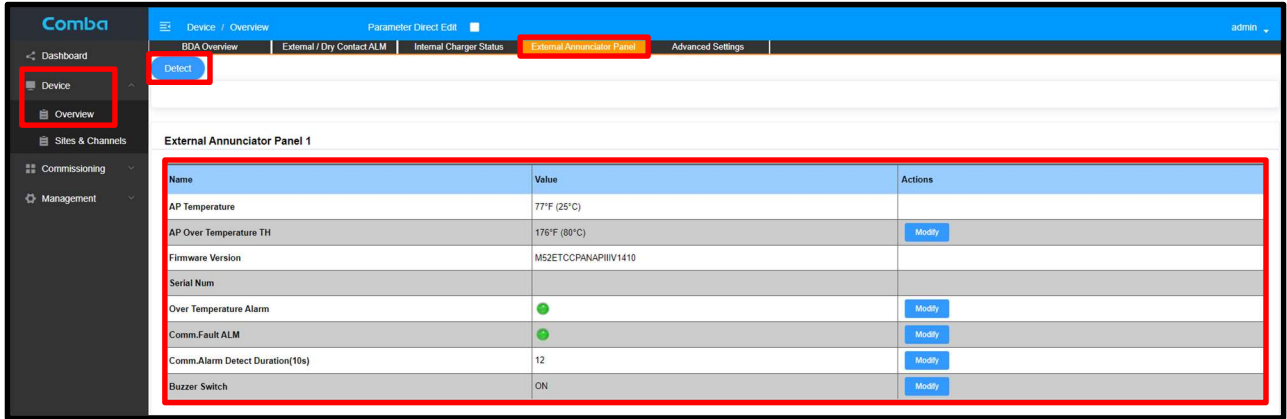 Comba
Device / Overview Parameter Direct Edit admin
BDA Overview External / Dry Contact ALM Internal Charger Status External Annunciator Panel Advanced Settings
Dashboard
Detect
Device
Overview
Sites & Channels
External Annunciator Panel 1
Commissioning
Management
Name Value Actions
AP Temperature 77°F (25°C)
AP Over Temperature TH 176°F (80°C) Modify
Firmware Version M52ETCCPANAPIIIV1410
Serial Num
Over Temperature Alarm Modify
Comm.Fault ALM Modify
Comm.Alarm Detect Duration(10s) 12 Modify
Buzzer Switch ON Modify